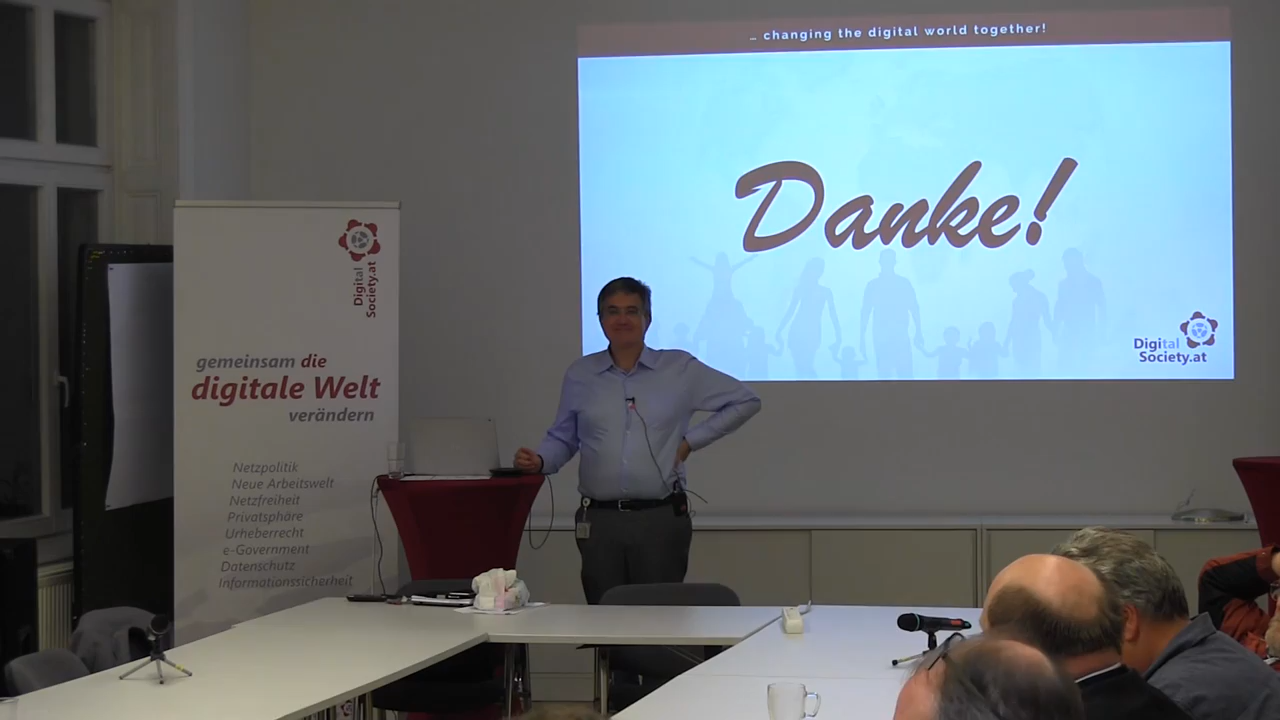 … changing the digital world together!
Danke!
Digital
Society.at
Digital
Society.at
gemeinsam die
digitale Welt
verändern
Netzpolitik
Neue Arbeitswelt
Netzfreiheit
Privatsphäre
Urheberrecht
e-Government
Datenschutz
Informationssicherheit